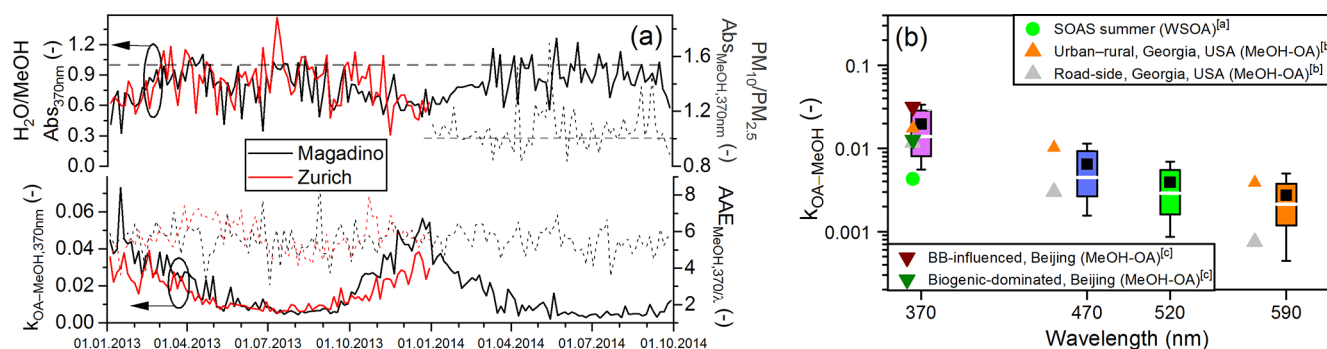 (a)
H2O/MeOH
Abs370nm (-)
1.2
0.9
0.6
0.3
0.0
1.6
1.2
0.8
AbsMeOH,370nm (-)
PM10/PM2.5
Magadino
Zurich
kOA–MeOH,370nm (-)
0.06
0.04
0.02
0.00
8
6
4
2
AAEMeOH,370/λ (-)
01.01.2013
01.04.2013
01.07.2013
01.10.2013
01.01.2014
01.04.2014
01.07.2014
01.10.2014
(b)
SOAS summer (WSOA)[a]
Urban–rural, Georgia, USA (MeOH-OA)[b]
Road-side, Georgia, USA (MeOH-OA)[b]
kOA–MeOH (-)
0.1
0.01
0.001
BB-influenced, Beijing (MeOH-OA)[c]
Biogenic-dominated, Beijing (MeOH-OA)[c]
370
470
520
590
Wavelength (nm)